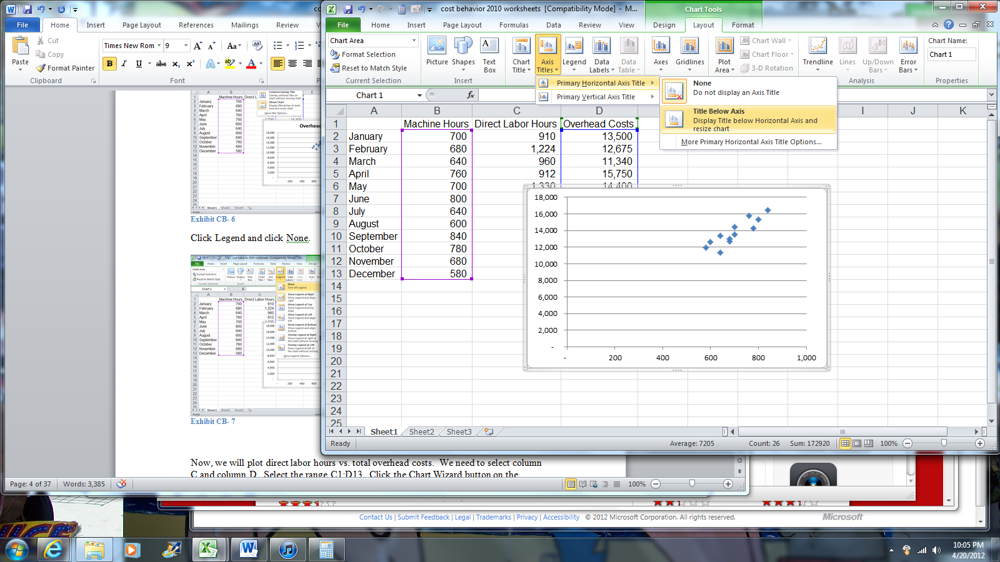 File Home Insert Page Layout References Mailings Review V
Paste Cut Copy Format Painter Clipboard
Times New Rom 9 Font
Exhibit CB- 6
Click Legend and click None.
Exhibit CB- 7
Now, we will plot direct labor hours vs. total overhead costs. We need to select column
C and column D. Select the range C1:D13. Click the Chart Wizard button on the
Page: 4 of 37 Words: 3,385 100%
cost behavior 2010 worksheets [Compatibility Mode] - M... Chart Tools
File Home Insert Page Layout Formulas Data Review View Design Layout Format
Chart Area
Format Selection
Reset to Match Style
Current Selection
Picture Shapes Text Box
Insert
Chart Title Axis Titles Legend Data Labels Data Table
Axes Gridlines
Plot Area Chart Wall Chart Floor 3-D Rotation
Trendline Lines Up/Down Bars Error Bars
Analysis
Chart Name:
Chart 1
Properties
Primary Horizontal Axis Title
Primary Vertical Axis Title
None
Do not display an Axis Title
Title Below Axis
Display Title below Horizontal Axis and
resize chart
More Primary Horizontal Axis Title Options...
Chart 1 fx
A B C D I J K
1 Machine Hours Direct Labor Hours Overhead Costs
2 January 700 910 13,500
3 February 680 1,224 12,675
4 March 640 960 11,340
5 April 760 912 15,750
6 May 700 1,330 14,400
7 June 800
8 July 640
9 August 600
10 September 840
11 October 780
12 November 680
13 December 580
14
15
16
17
18
19
20
21
22
23
24
25
18,000
16,000
14,000
12,000
10,000
8,000
6,000
4,000
2,000
-
- 200 400 600 800 1,000
Sheet1 Sheet2 Sheet3
Ready Average: 7205 Count: 26 Sum: 172920 100%
Contact Us | Submit Feedback | Legal | Trademarks | Privacy | Accessibility © 2012 Microsoft Corporation. All rights reserved. Microsoft
10:05 PM
4/20/2012